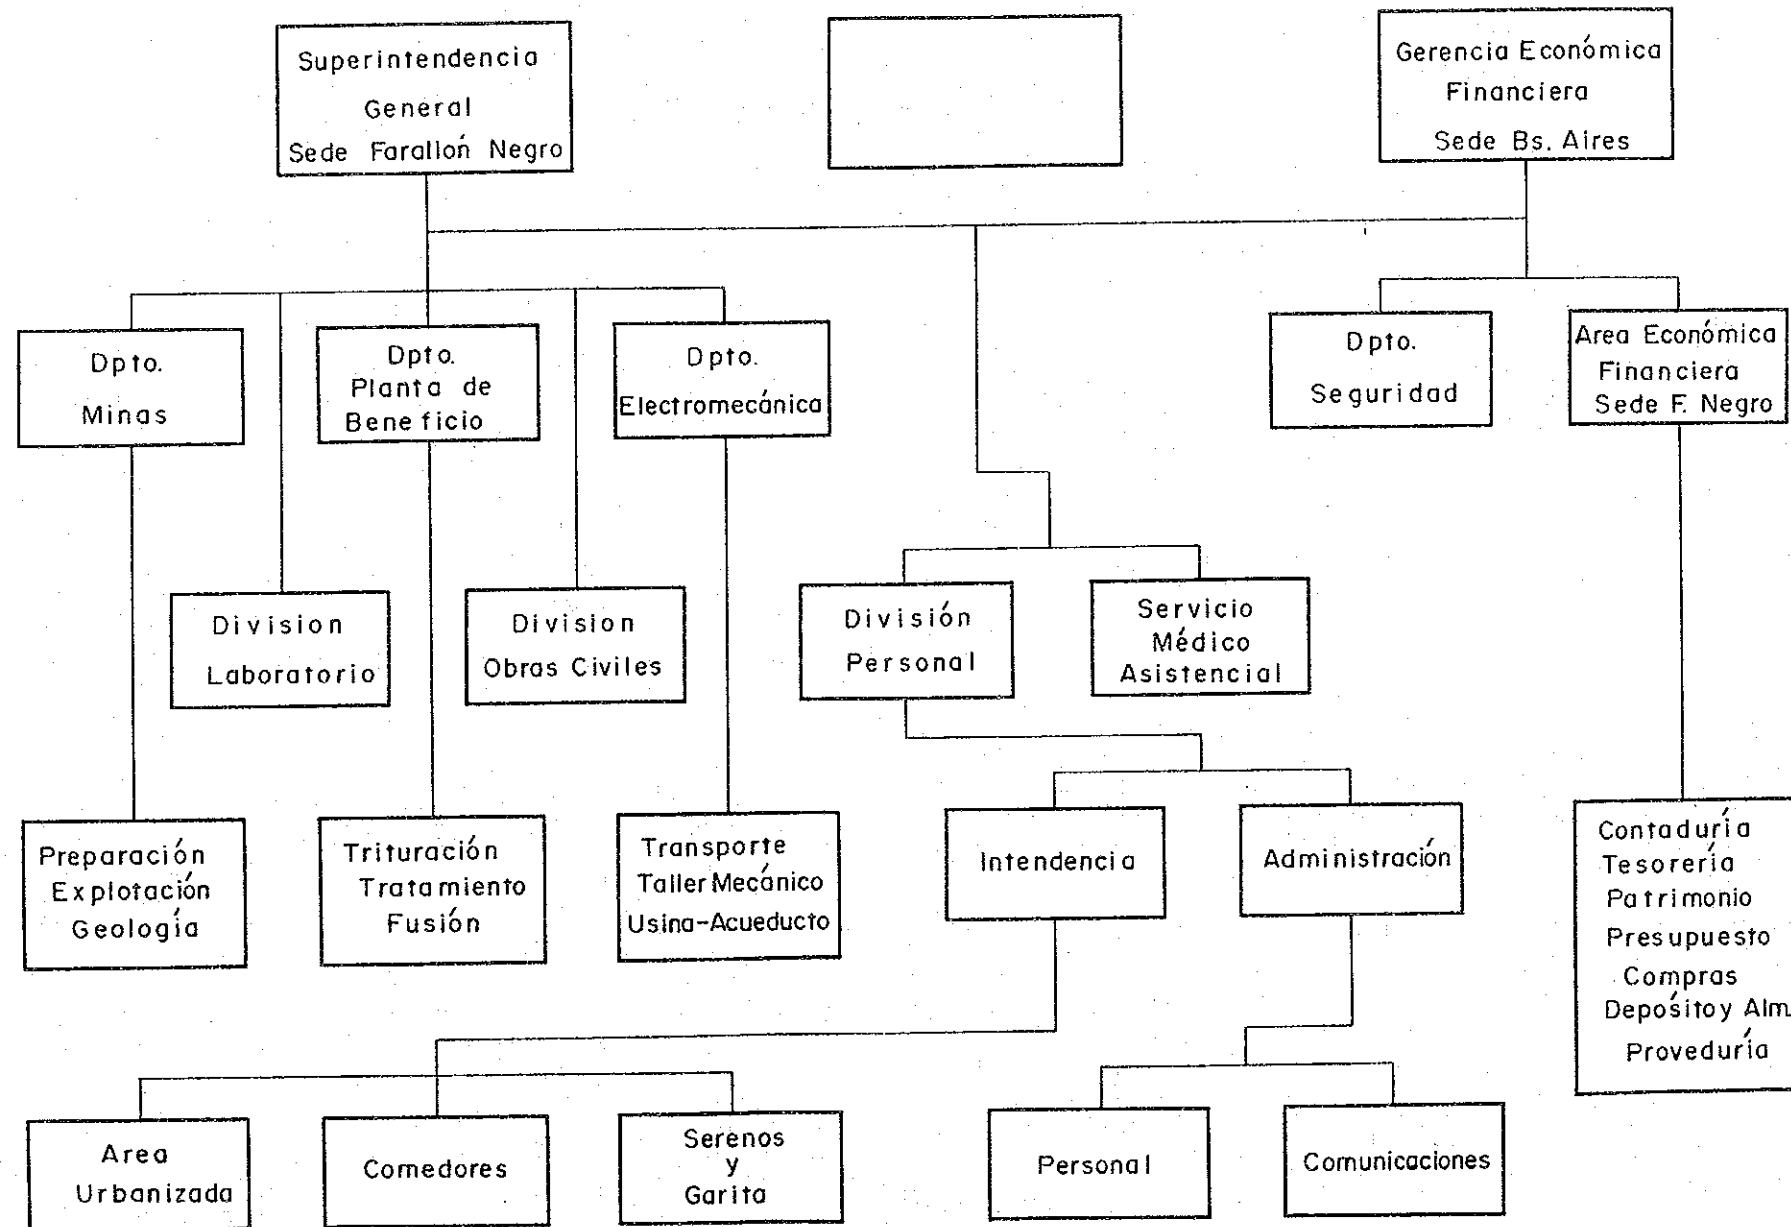 Superintendencia
General
Sede Farallón Negro
Gerencia Económica
Financiera
Sede Bs. Aires
Dpto.
Minas
Dpto.
Planta de
Beneficio
Dpto.
Electromecánica
Dpto.
Seguridad
Area Económica
Financiera
Sede F. Negro
Division
Laboratorio
Division
Obras Civiles
División
Personal
Servicio
Médico
Asistencial
Preparación
Explotación
Geología
Trituración
Tratamiento
Fusión
Transporte
Taller Mecánico
Usina-Acueducto
Intendencia
Administración
Contaduría
Tesorería
Patrimonio
Presupuesto
Compras
Depósito y Alm.
Proveduría
Area
Urbanizada
Comedores
Serenos
y
Garita
Personal
Comunicaciones